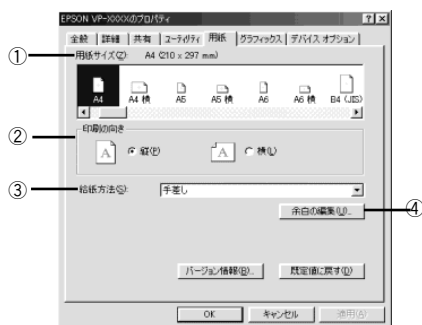 EPSON VP-XXXXのプロパティ
全般 詳細 共有 ユーティリティ 用紙 グラフィックス デバイス オプション
① 用紙サイズ(Z): A4 (210 x 297 mm)
A4 A4 横 A5 A5 横 A6 A6 横 B4 (JIS)
② 印刷の向き
A 縦(P) A 横(L)
③ 給紙方法(S): 手差し
余白の編集(U)... ④
バージョン情報(B)... 既定値に戻す(D)
OK キャンセル 適用(A)